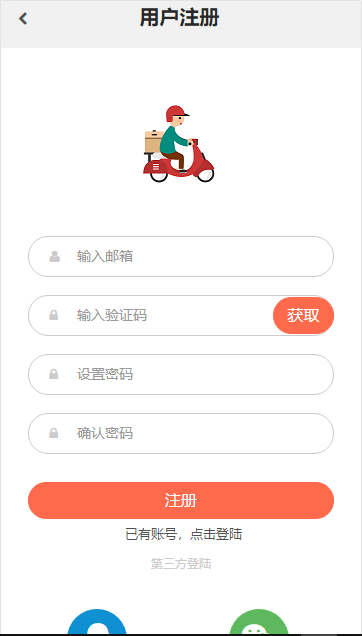 用户注册
输入邮箱
输入验证码
获取
设置密码
确认密码
注册
已有账号，点击登陆
第三方登陆